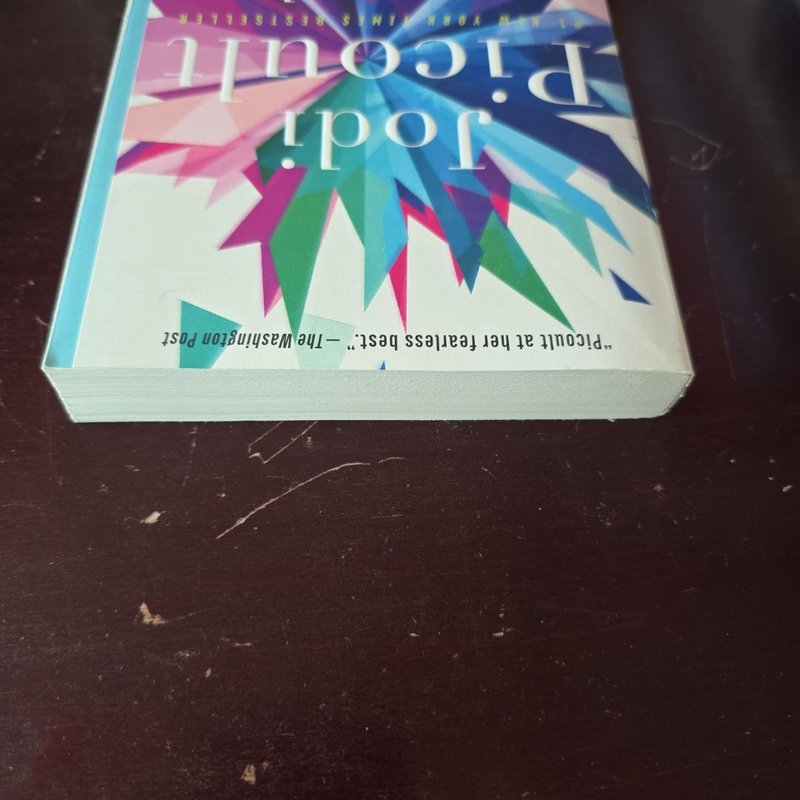 "Picoult at her fearless best." —The Washington Post
Jodi
Picoult
#1 NEW YORK TIMES BESTSELLER